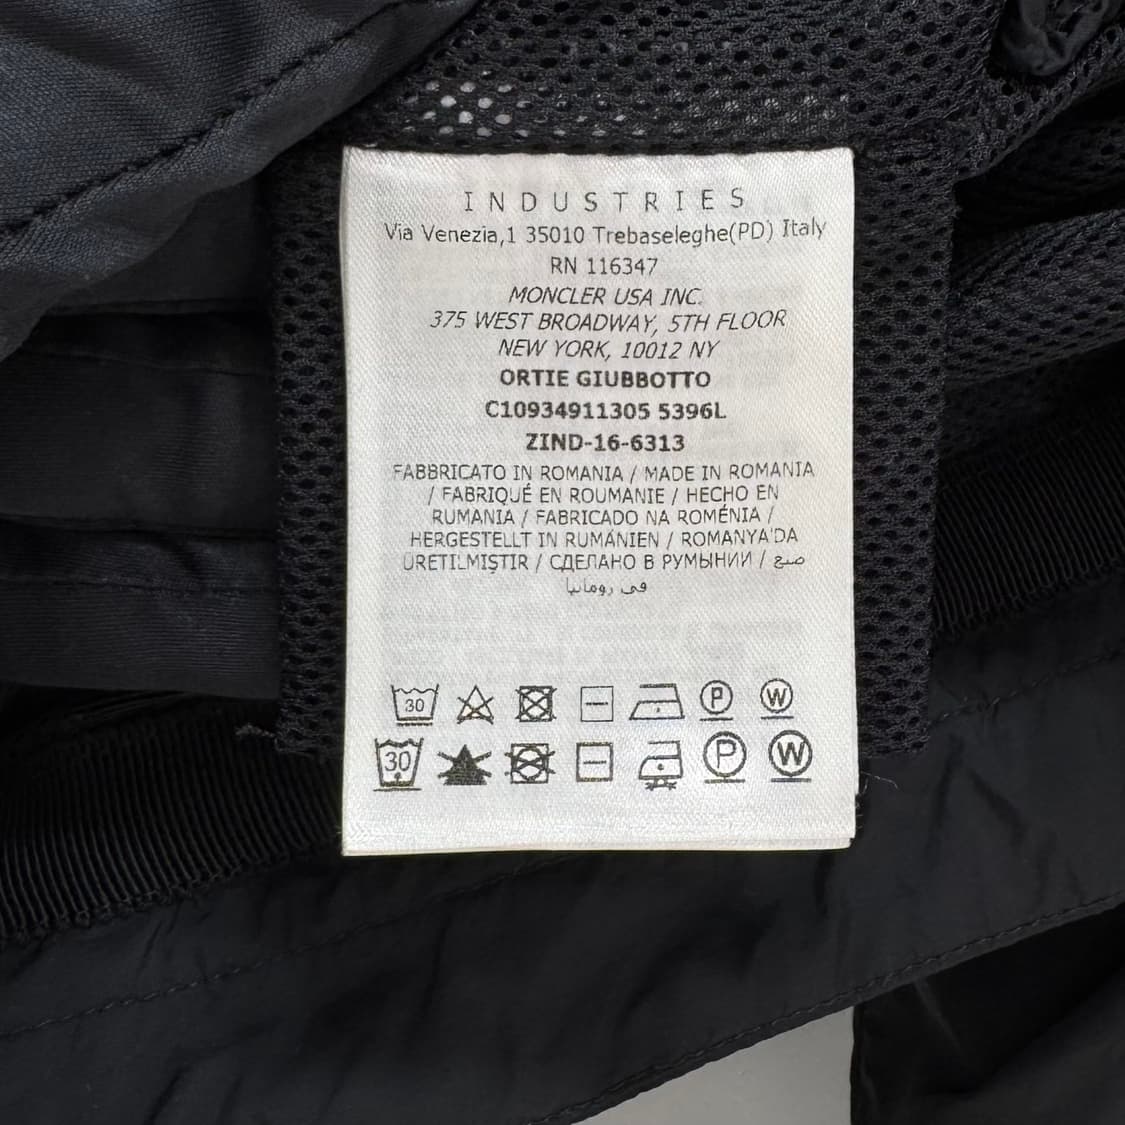 INDUSTRIES
Via Venezia,1 35010 Trebaseleghe(PD) Italy
RN 116347
MONCLER USA INC.
375 WEST BROADWAY, 5TH FLOOR
NEW YORK, 10012 NY
ORTIE GIUBBOTTO
C10934911305 5396L
ZIND-16-6313
FABBRICATO IN ROMANIA / MADE IN ROMANIA
/ FABRIQUÉ EN ROUMANIE / HECHO EN
RUMANIA / FABRICADO NA ROMÉNIA /
HERGESTELLT IN RUMÄNIEN / ROMANYA'DA
ÜRETILMIŞTIR / СДЕЛАНО В РУМЫНИИ / صنع
في رومانيا
30 P W
30 P W